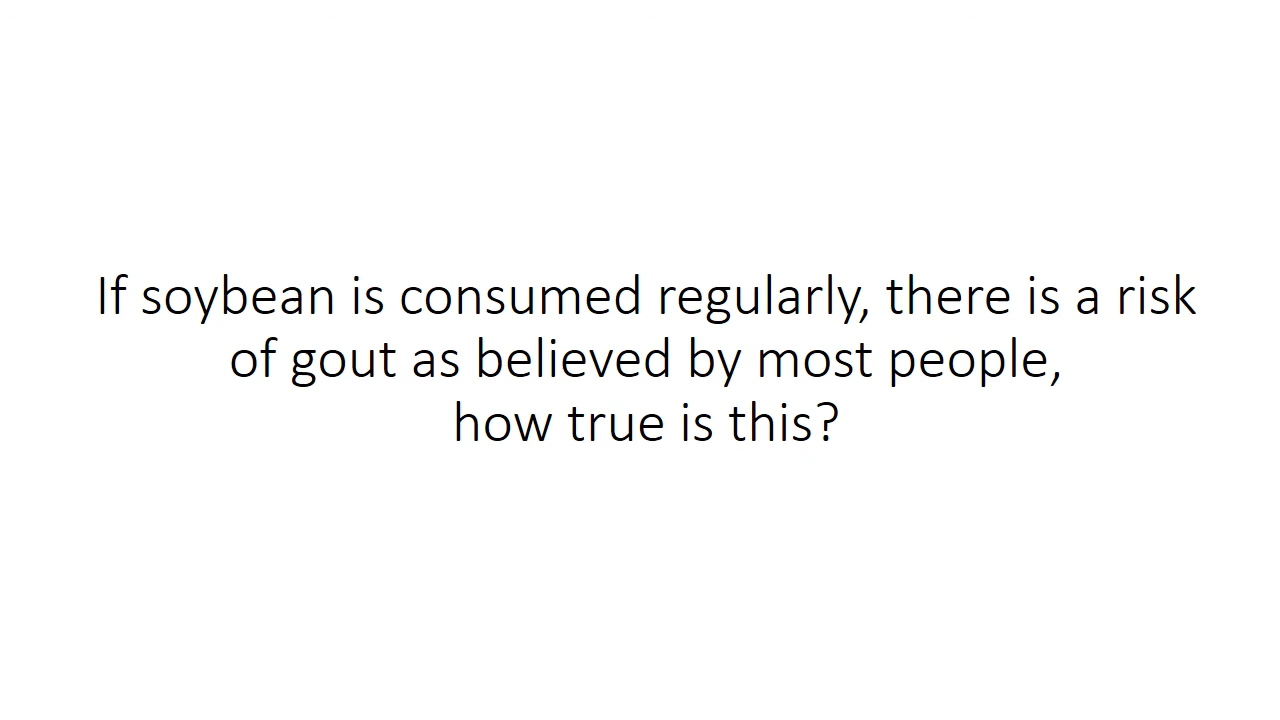 If soybean is consumed regularly, there is a risk
of gout as believed by most people,
how true is this?